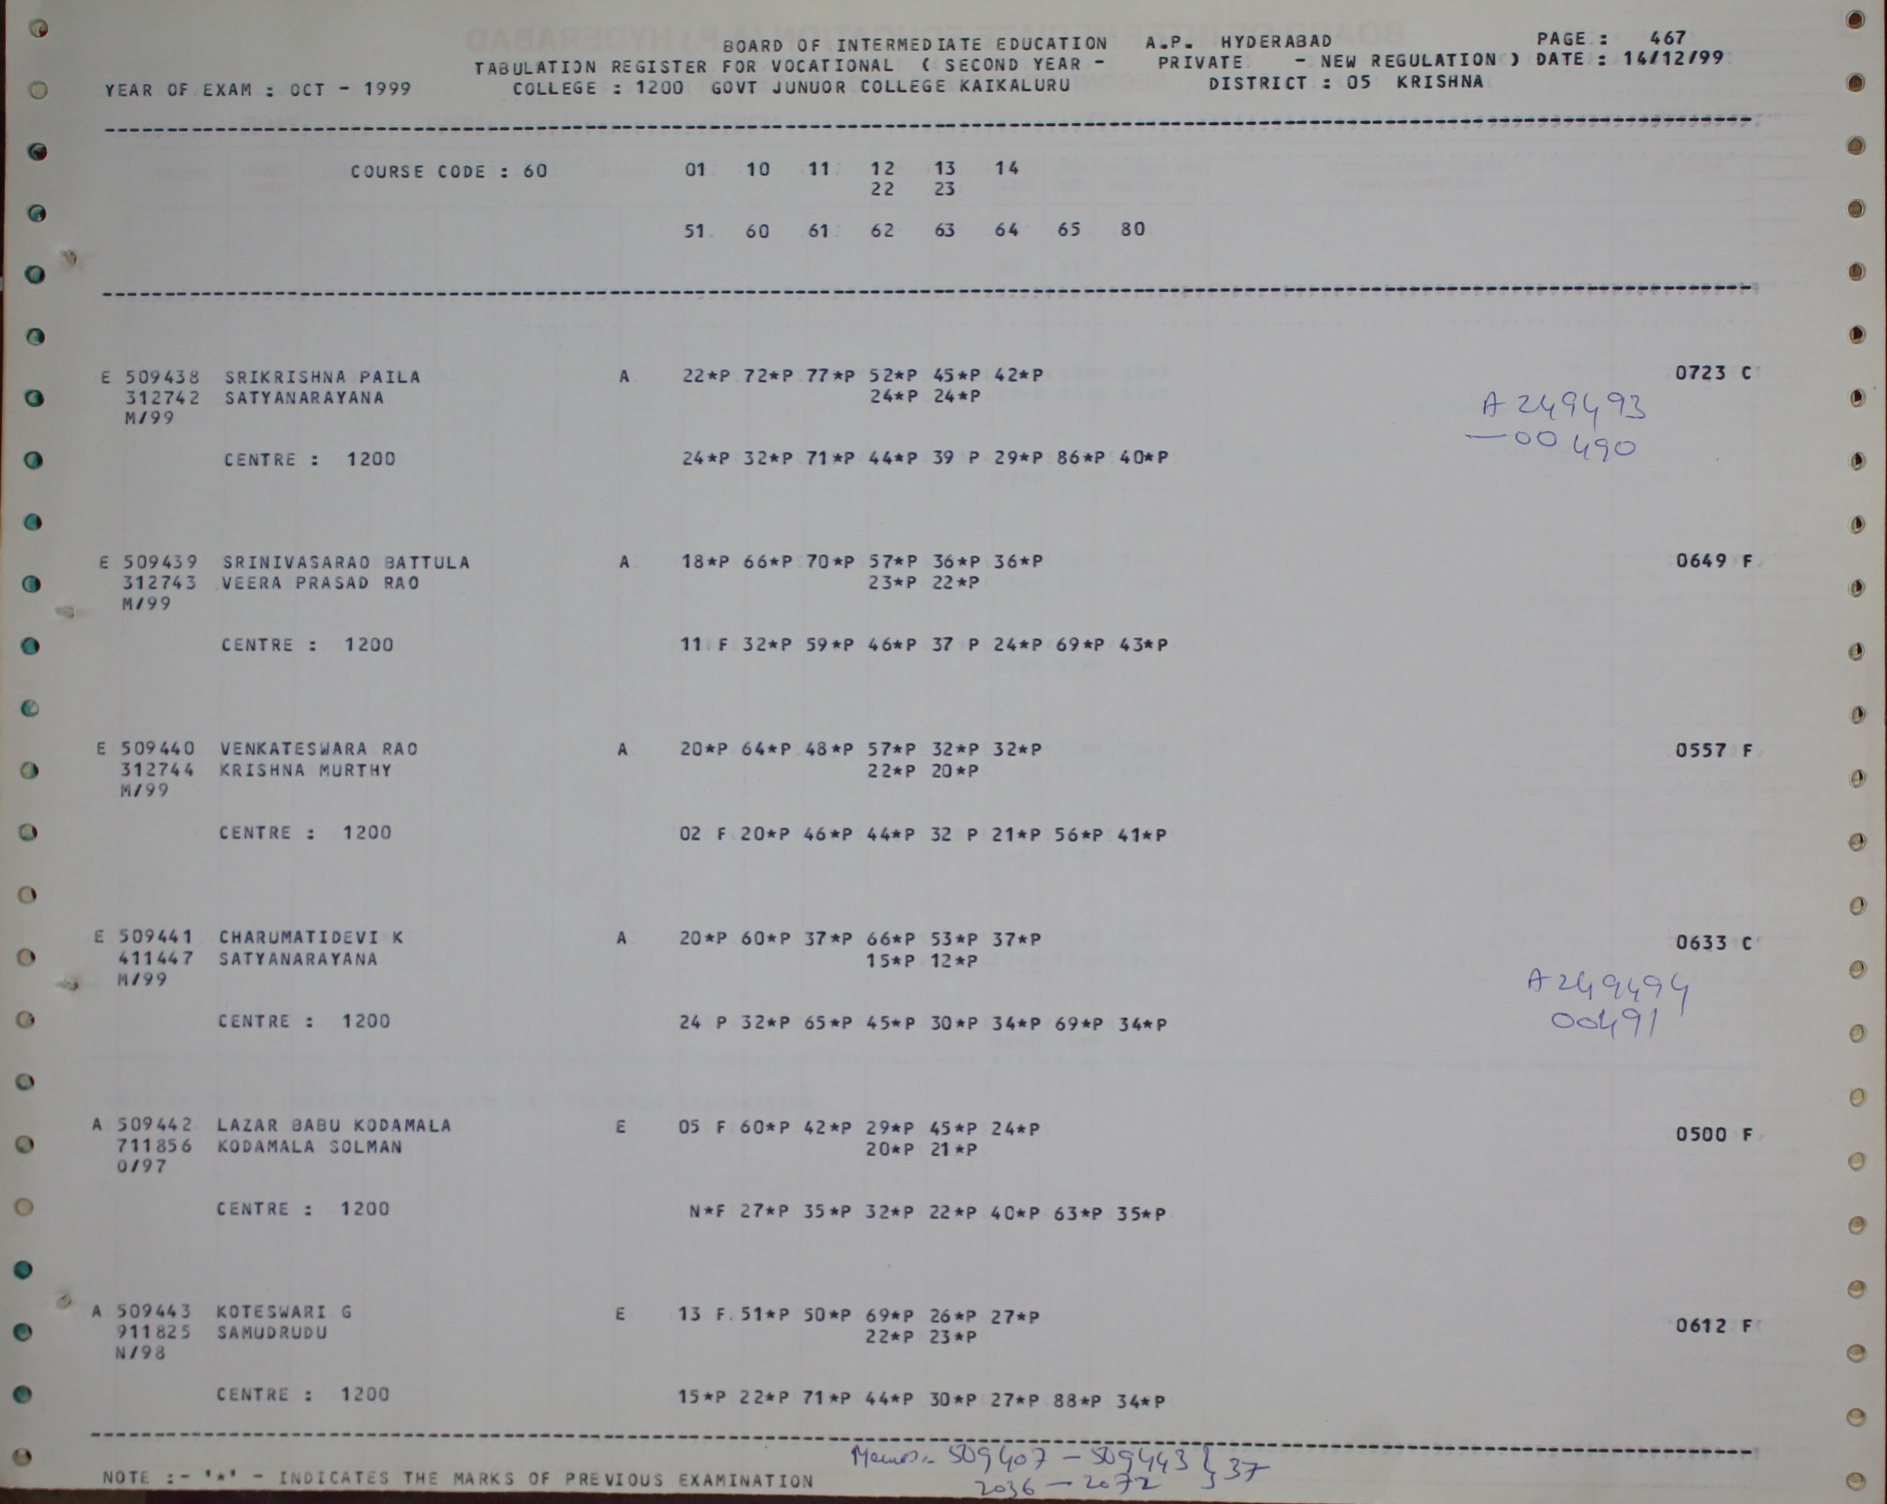 BOARD OF INTERMEDIATE EDUCATION A.P. HYDERABAD PAGE : 467
TABULATION REGISTER FOR VOCATIONAL ( SECOND YEAR - PRIVATE - NEW REGULATION ) DATE : 14/12/99
YEAR OF EXAM : OCT - 1999 COLLEGE : 1200 GOVT JUNUOR COLLEGE KAIKALURU DISTRICT : 05 KRISHNA
COURSE CODE : 60 01 10 11 12 13 14
22 23
51 60 61 62 63 64 65 80
E 509438 SRIKRISHNA PAILA A 22*P 72*P 77*P 52*P 45*P 42*P 0723 C
312742 SATYANARAYANA 24*P 24*P
M/99
A 249493
—00490
CENTRE : 1200 24*P 32*P 71*P 44*P 39 P 29*P 86*P 40*P
E 509439 SRINIVASARAO BATTULA A 18*P 66*P 70*P 57*P 36*P 36*P 0649 F
312743 VEERA PRASAD RAO 23*P 22*P
M/99
CENTRE : 1200 11 F 32*P 59*P 46*P 37 P 24*P 69*P 43*P
E 509440 VENKATESWARA RAO A 20*P 64*P 48*P 57*P 32*P 32*P 0557 F
312744 KRISHNA MURTHY 22*P 20*P
M/99
CENTRE : 1200 02 F 20*P 46*P 44*P 32 P 21*P 56*P 41*P
E 509441 CHARUMATIDEVI K A 20*P 60*P 37*P 66*P 53*P 37*P 0633 C
411447 SATYANARAYANA 15*P 12*P
M/99
A 249494
00491
CENTRE : 1200 24 P 32*P 65*P 45*P 30*P 34*P 69*P 34*P
A 509442 LAZAR BABU KODAMALA E 05 F 60*P 42*P 29*P 45*P 24*P 0500 F
711856 KODAMALA SOLMAN 20*P 21*P
O/97
CENTRE : 1200 N*F 27*P 35*P 32*P 22*P 40*P 63*P 35*P
A 509443 KOTESWARI G E 13 F 51*P 50*P 69*P 26*P 27*P 0612 F
911825 SAMUDRUDU 22*P 23*P
N/98
CENTRE : 1200 15*P 22*P 71*P 44*P 30*P 27*P 88*P 34*P
509407 - 509443 } 37
NOTE :- '*' - INDICATES THE MARKS OF PREVIOUS EXAMINATION
2036 — 2072